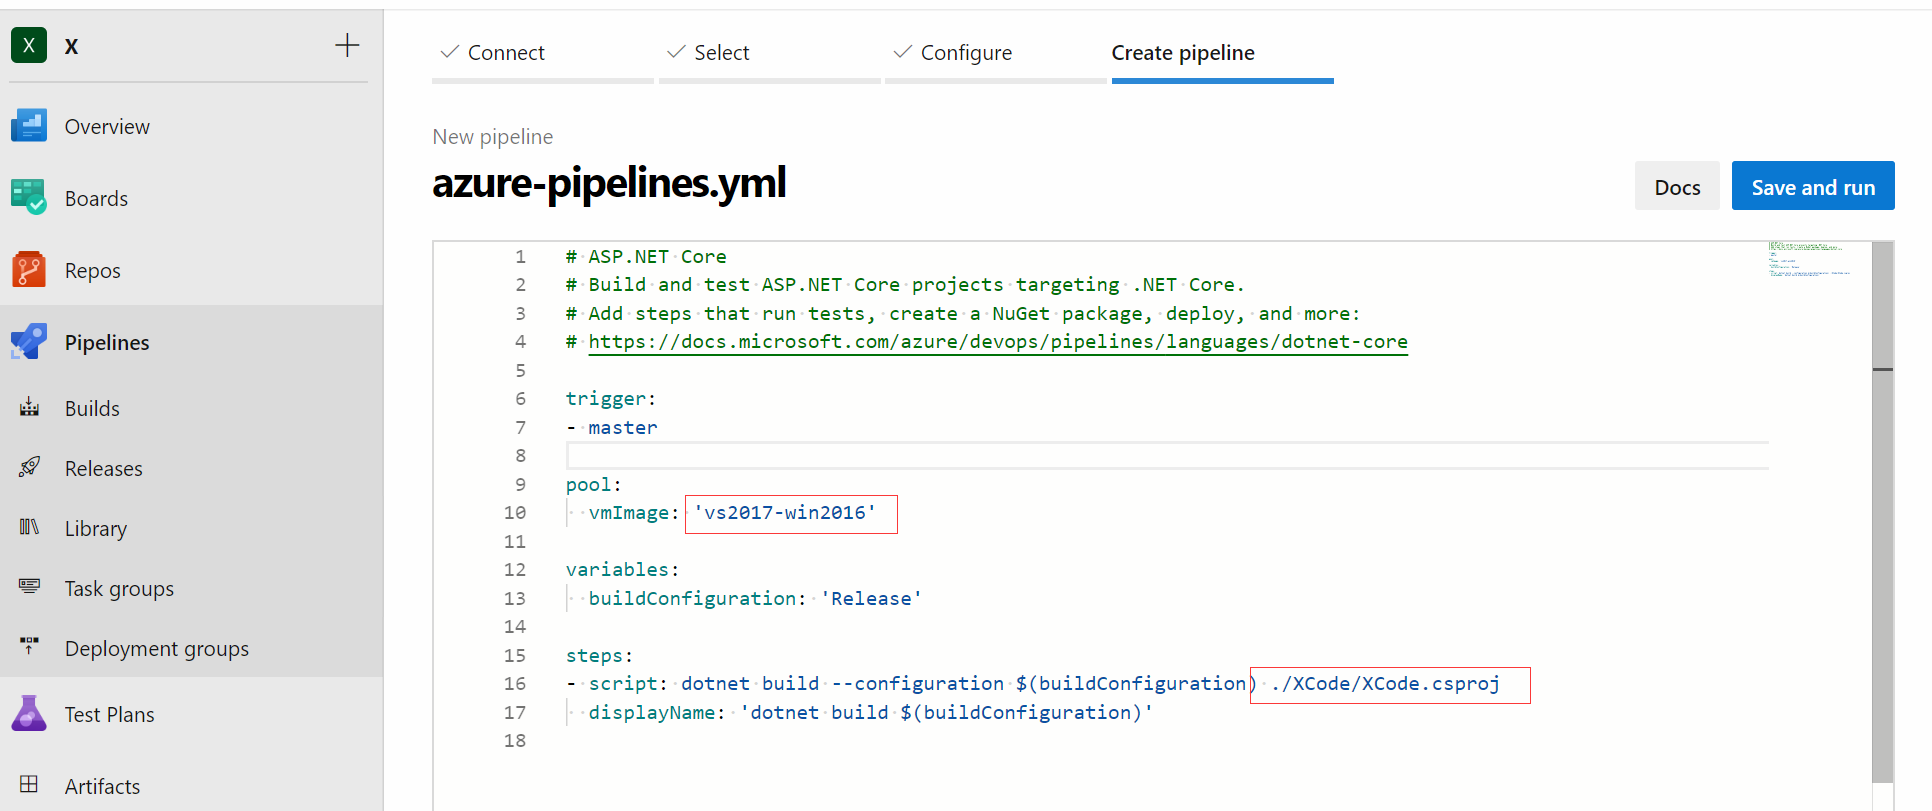 X X
Overview
Boards
Repos
Pipelines
Builds
Releases
Library
Task groups
Deployment groups
Test Plans
Artifacts
Connect
Select
Configure
Create pipeline
New pipeline
azure-pipelines.yml
Docs
Save and run
1 # ASP.NET Core
2 # Build and test ASP.NET Core projects targeting .NET Core.
3 # Add steps that run tests, create a NuGet package, deploy, and more:
4 # https://docs.microsoft.com/azure/devops/pipelines/languages/dotnet-core
5
6 trigger:
7 - master
8
9 pool:
10 vmImage: 'vs2017-win2016'
11
12 variables:
13 buildConfiguration: 'Release'
14
15 steps:
16 - script: dotnet build --configuration $(buildConfiguration) ./XCode/XCode.csproj
17 displayName: 'dotnet build $(buildConfiguration)'
18